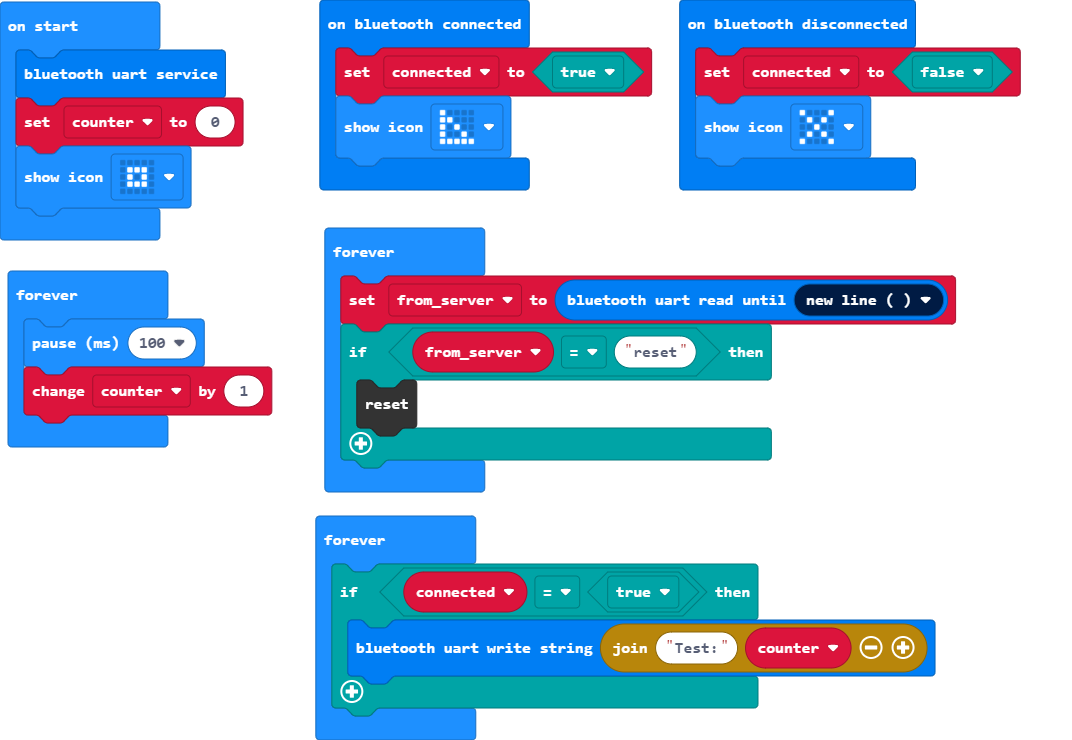 on start
bluetooth uart service
set counter to 0
show icon
on bluetooth connected
set connected to true
show icon
on bluetooth disconnected
set connected to false
show icon
forever
pause (ms) 100
change counter by 1
forever
set from_server to bluetooth uart read until new line ( )
if from_server = "reset" then
reset
forever
if connected = true then
bluetooth uart write string join "Test:" counter